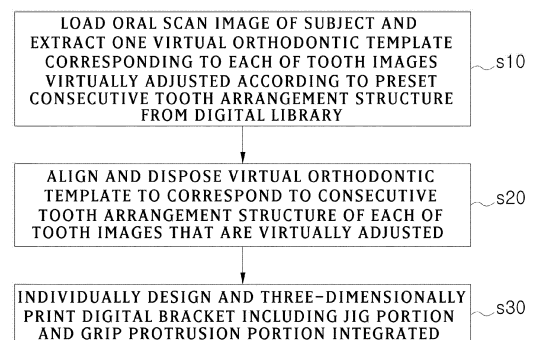 LOAD ORAL SCAN IMAGE OF SUBJECT AND
EXTRACT ONE VIRTUAL ORTHODONTIC TEMPLATE
CORRESPONDING TO EACH OF TOOTH IMAGES
VIRTUALLY ADJUSTED ACCORDING TO PRESET
CONSECUTIVE TOOTH ARRANGEMENT STRUCTURE
FROM DIGITAL LIBRARY
s10
ALIGN AND DISPOSE VIRTUAL ORTHODONTIC
TEMPLATE TO CORRESPOND TO CONSECUTIVE
TOOTH ARRANGEMENT STRUCTURE OF EACH OF
TOOTH IMAGES THAT ARE VIRTUALLY ADJUSTED
s20
INDIVIDUALLY DESIGN AND THREE-DIMENSIONALLY
PRINT DIGITAL BRACKET INCLUDING JIG PORTION
AND GRIP PROTRUSION PORTION INTEGRATED
s30